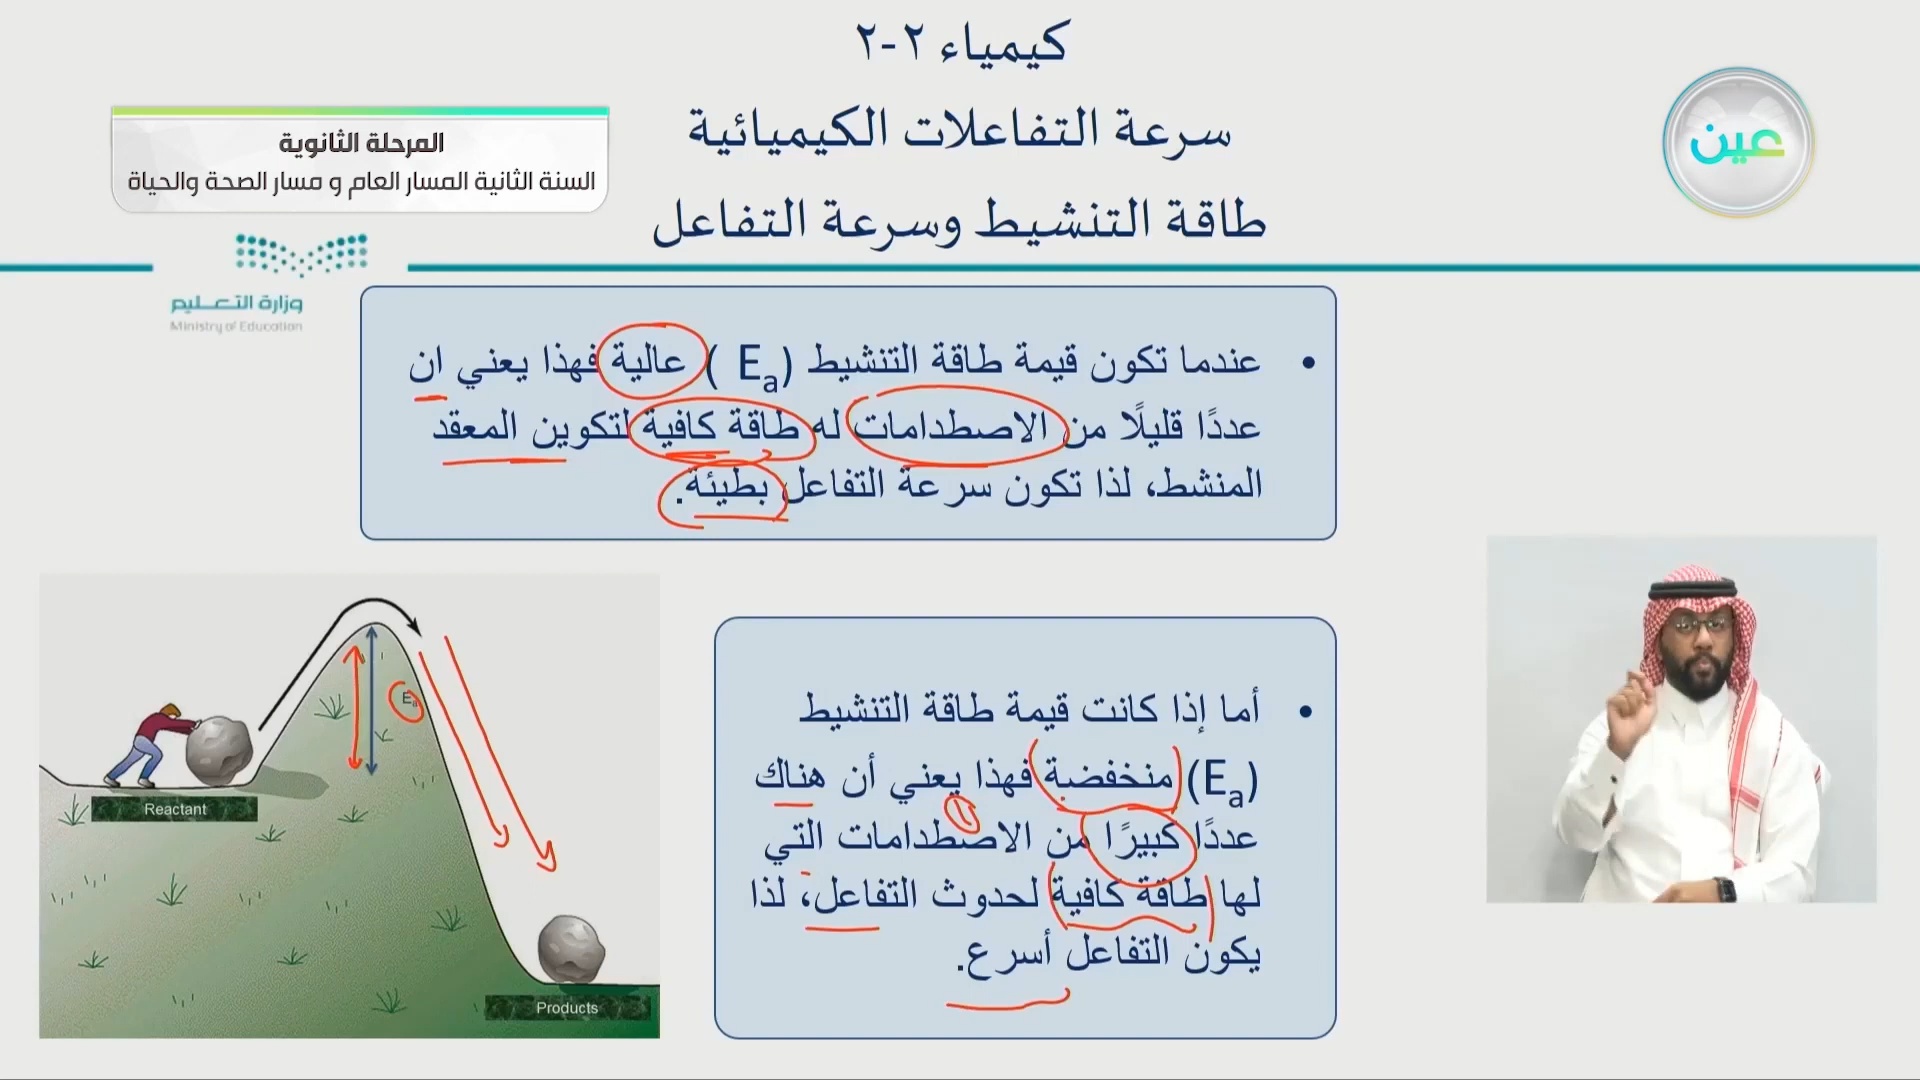 كيمياء ٢-٢
سرعة التفاعلات الكيميائية
طاقة التنشيط وسرعة التفاعل
المرحلة الثانوية
السنة الثانية المسار العام و مسار الصحة والحياة
عين
وزارة التعليم
Ministry of Education
• عندما تكون قيمة طاقة التنشيط (Ea ) عالية فهذا يعني ان
عددًا قليلًا من الاصطدامات له طاقة كافية لتكوين المعقد
المنشط، لذا تكون سرعة التفاعل بطيئة.
• أما إذا كانت قيمة طاقة التنشيط
(Ea) منخفضة فهذا يعني أن هناك
عددًا كبيرًا من الاصطدامات التي
لها طاقة كافية لحدوث التفاعل، لذا
يكون التفاعل أسرع.
Ea
Reactant
Products